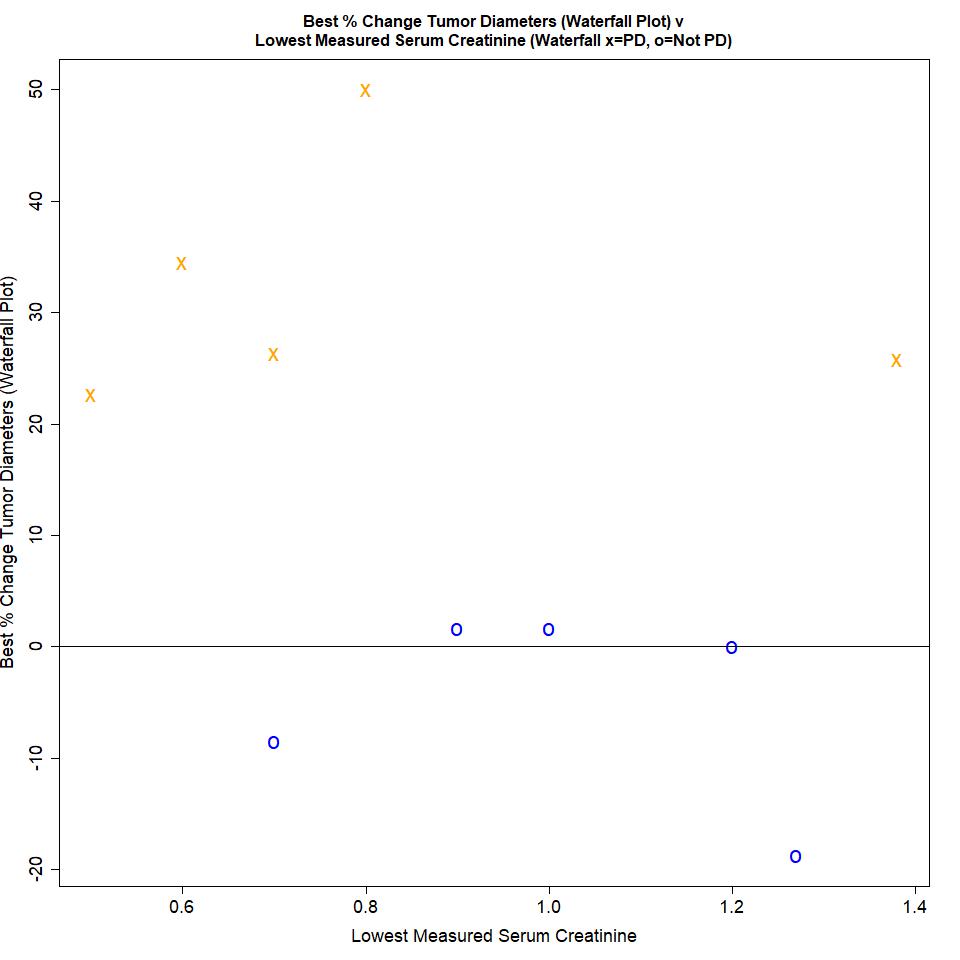 Best % Change Tumor Diameters (Waterfall Plot) v
Lowest Measured Serum Creatinine (Waterfall x=PD, o=Not PD)
Best % Change Tumor Diameters (Waterfall Plot)
50
40
30
20
10
0
-10
-20
X
X
X
X
X
O
O
O
O
O
0.6
0.8
1.0
1.2
1.4
Lowest Measured Serum Creatinine